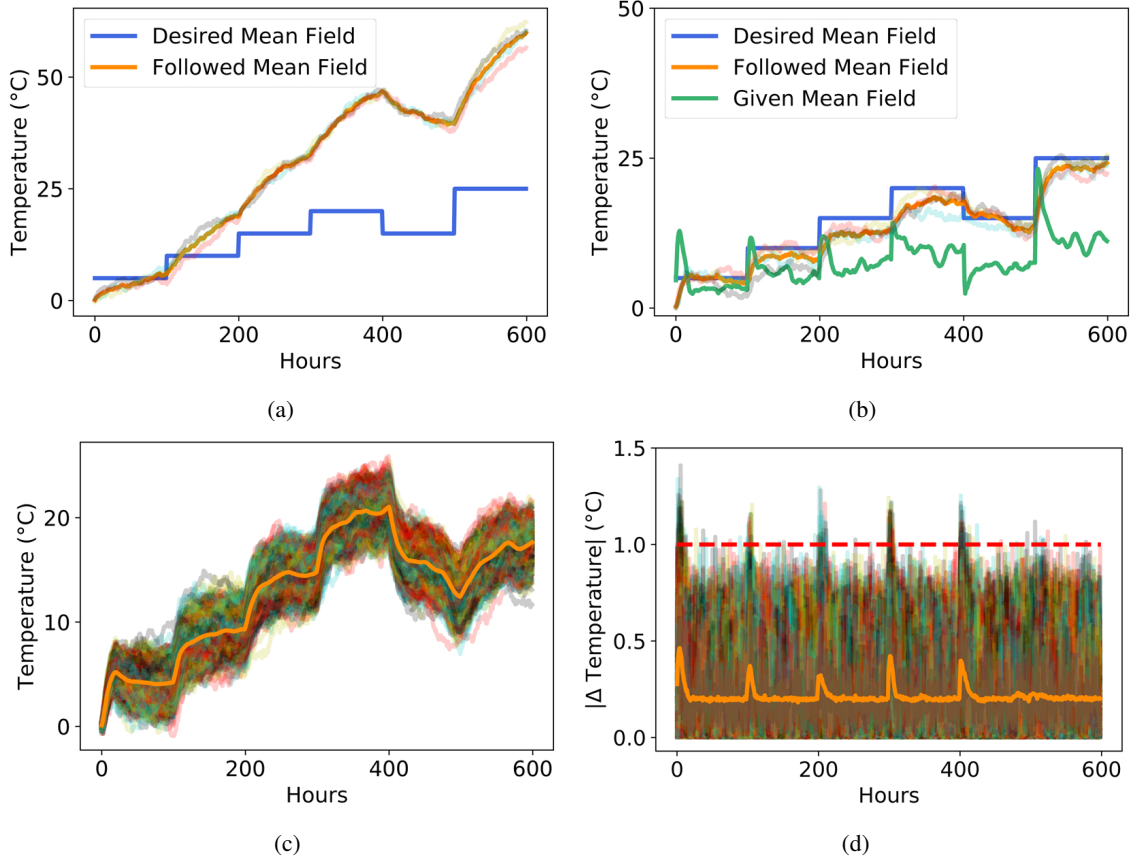 Desired Mean Field
Followed Mean Field
Temperature (°C)
50
25
0
0 200 400 600
Hours
(a)
Desired Mean Field
Followed Mean Field
Given Mean Field
Temperature (°C)
50
25
0
0 200 400 600
Hours
(b)
Temperature (°C)
20
10
0
0 200 400 600
Hours
(c)
|Δ Temperature| (°C)
1.5
1.0
0.5
0.0
0 200 400 600
Hours
(d)